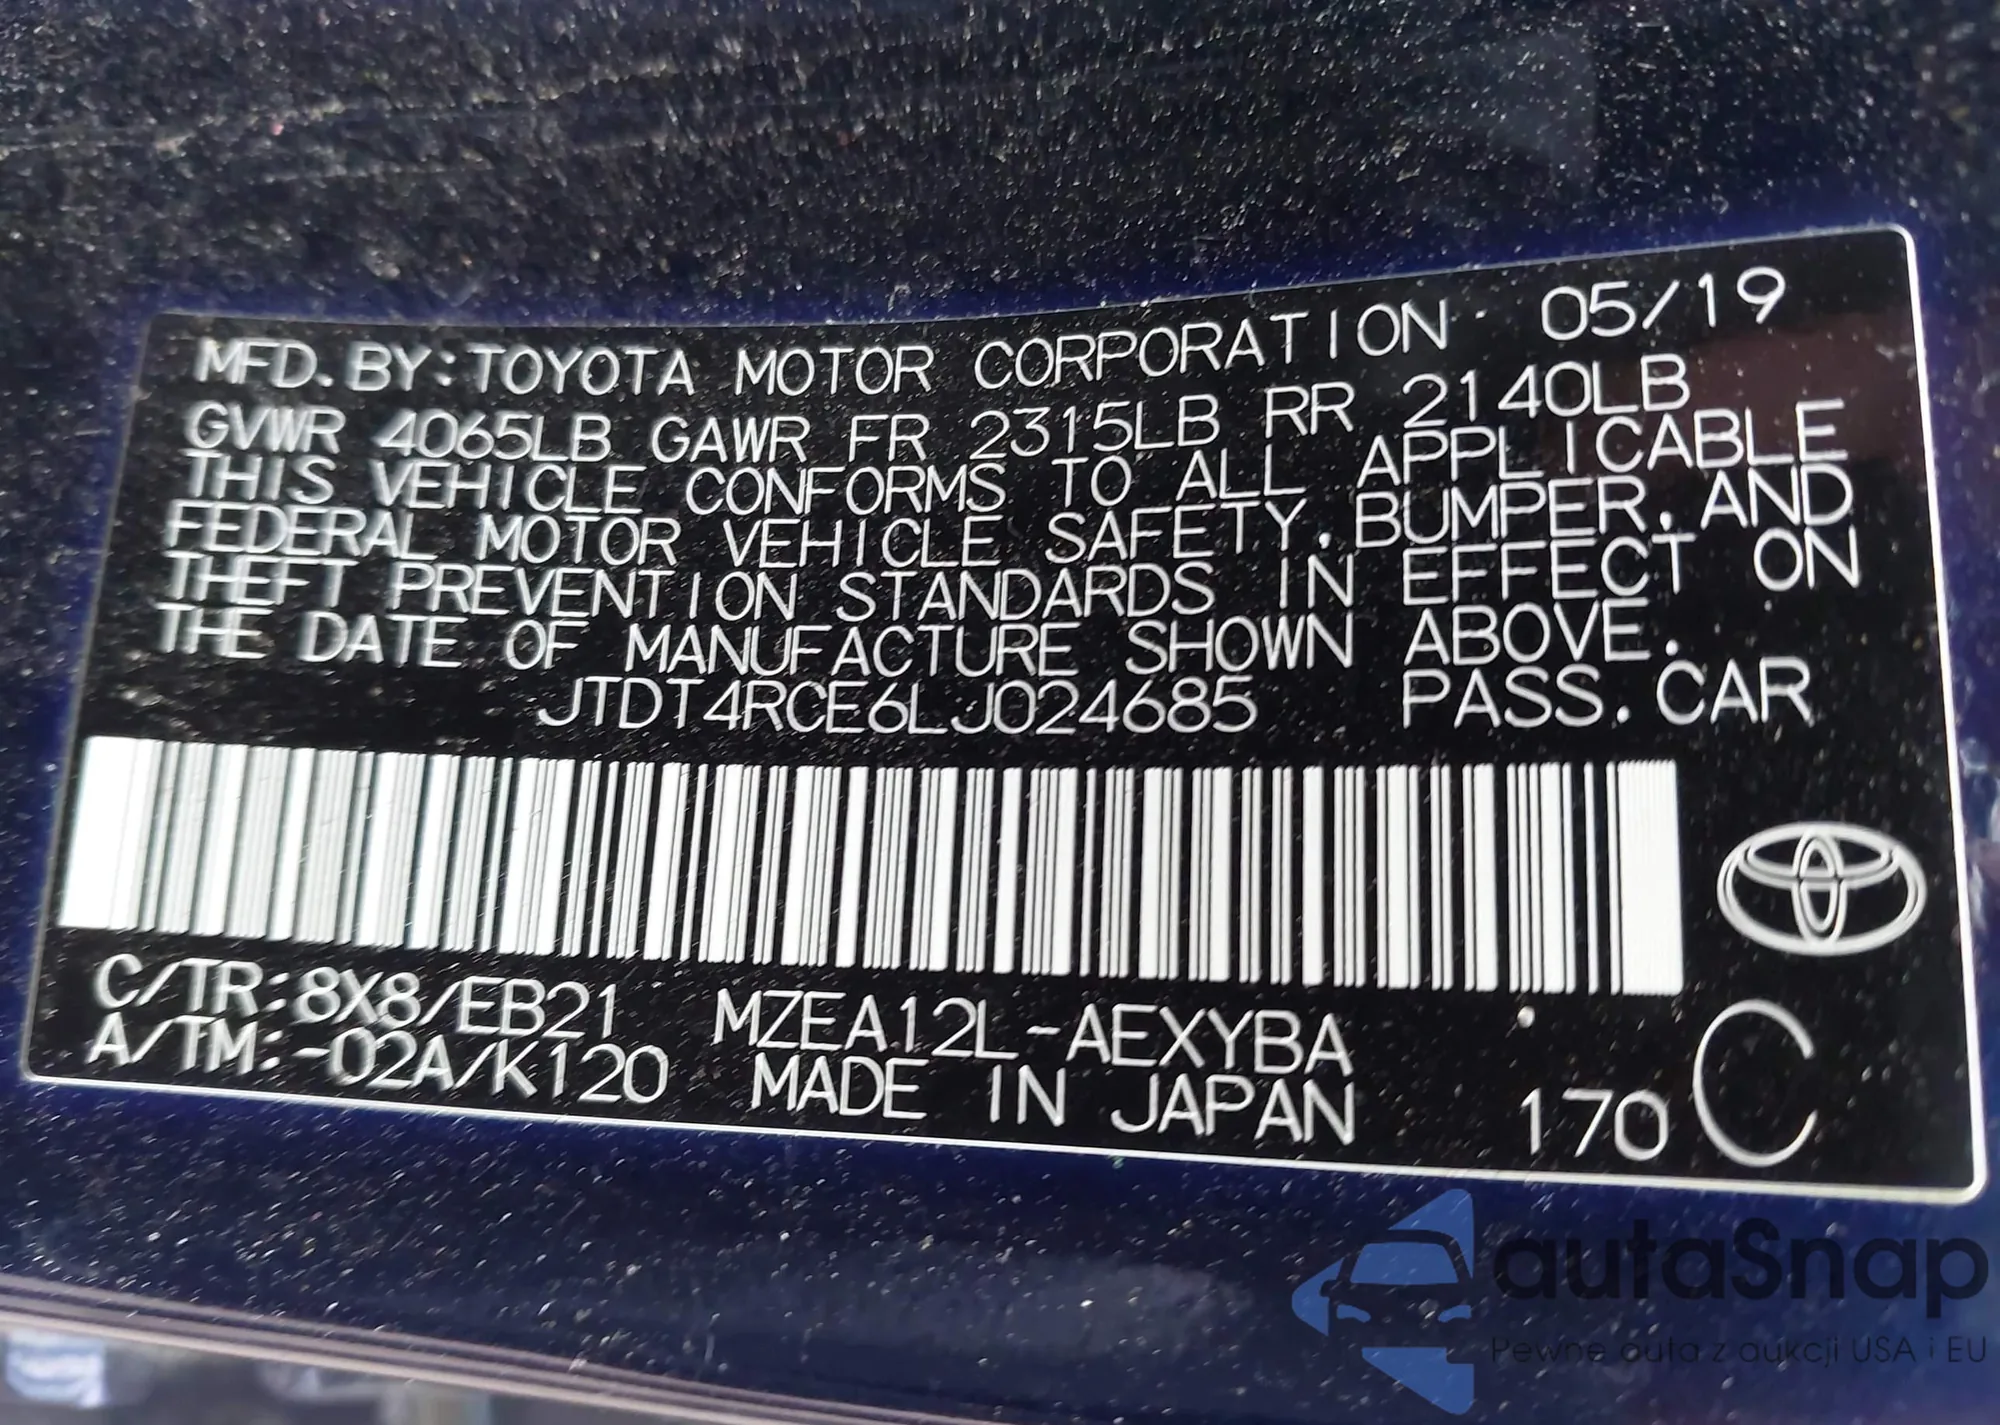 MFD.BY:TOYOTA MOTOR CORPORATION 05/19
GVWR 4065LB GAWR FR 2315LB RR 2140LB
THIS VEHICLE CONFORMS TO ALL APPLICABLE
FEDERAL MOTOR VEHICLE SAFETY,BUMPER,AND
THEFT PREVENTION STANDARDS IN EFFECT ON
THE DATE OF MANUFACTURE SHOWN ABOVE.
JTDT4RCE6LJ024685 PASS.CAR
C/TR:8X8/EB21 MZEA12L-AEXYBA
A/TM:-02A/K120 MADE IN JAPAN 170 C
autaSnap
Pewne auta z aukcji USA i EU